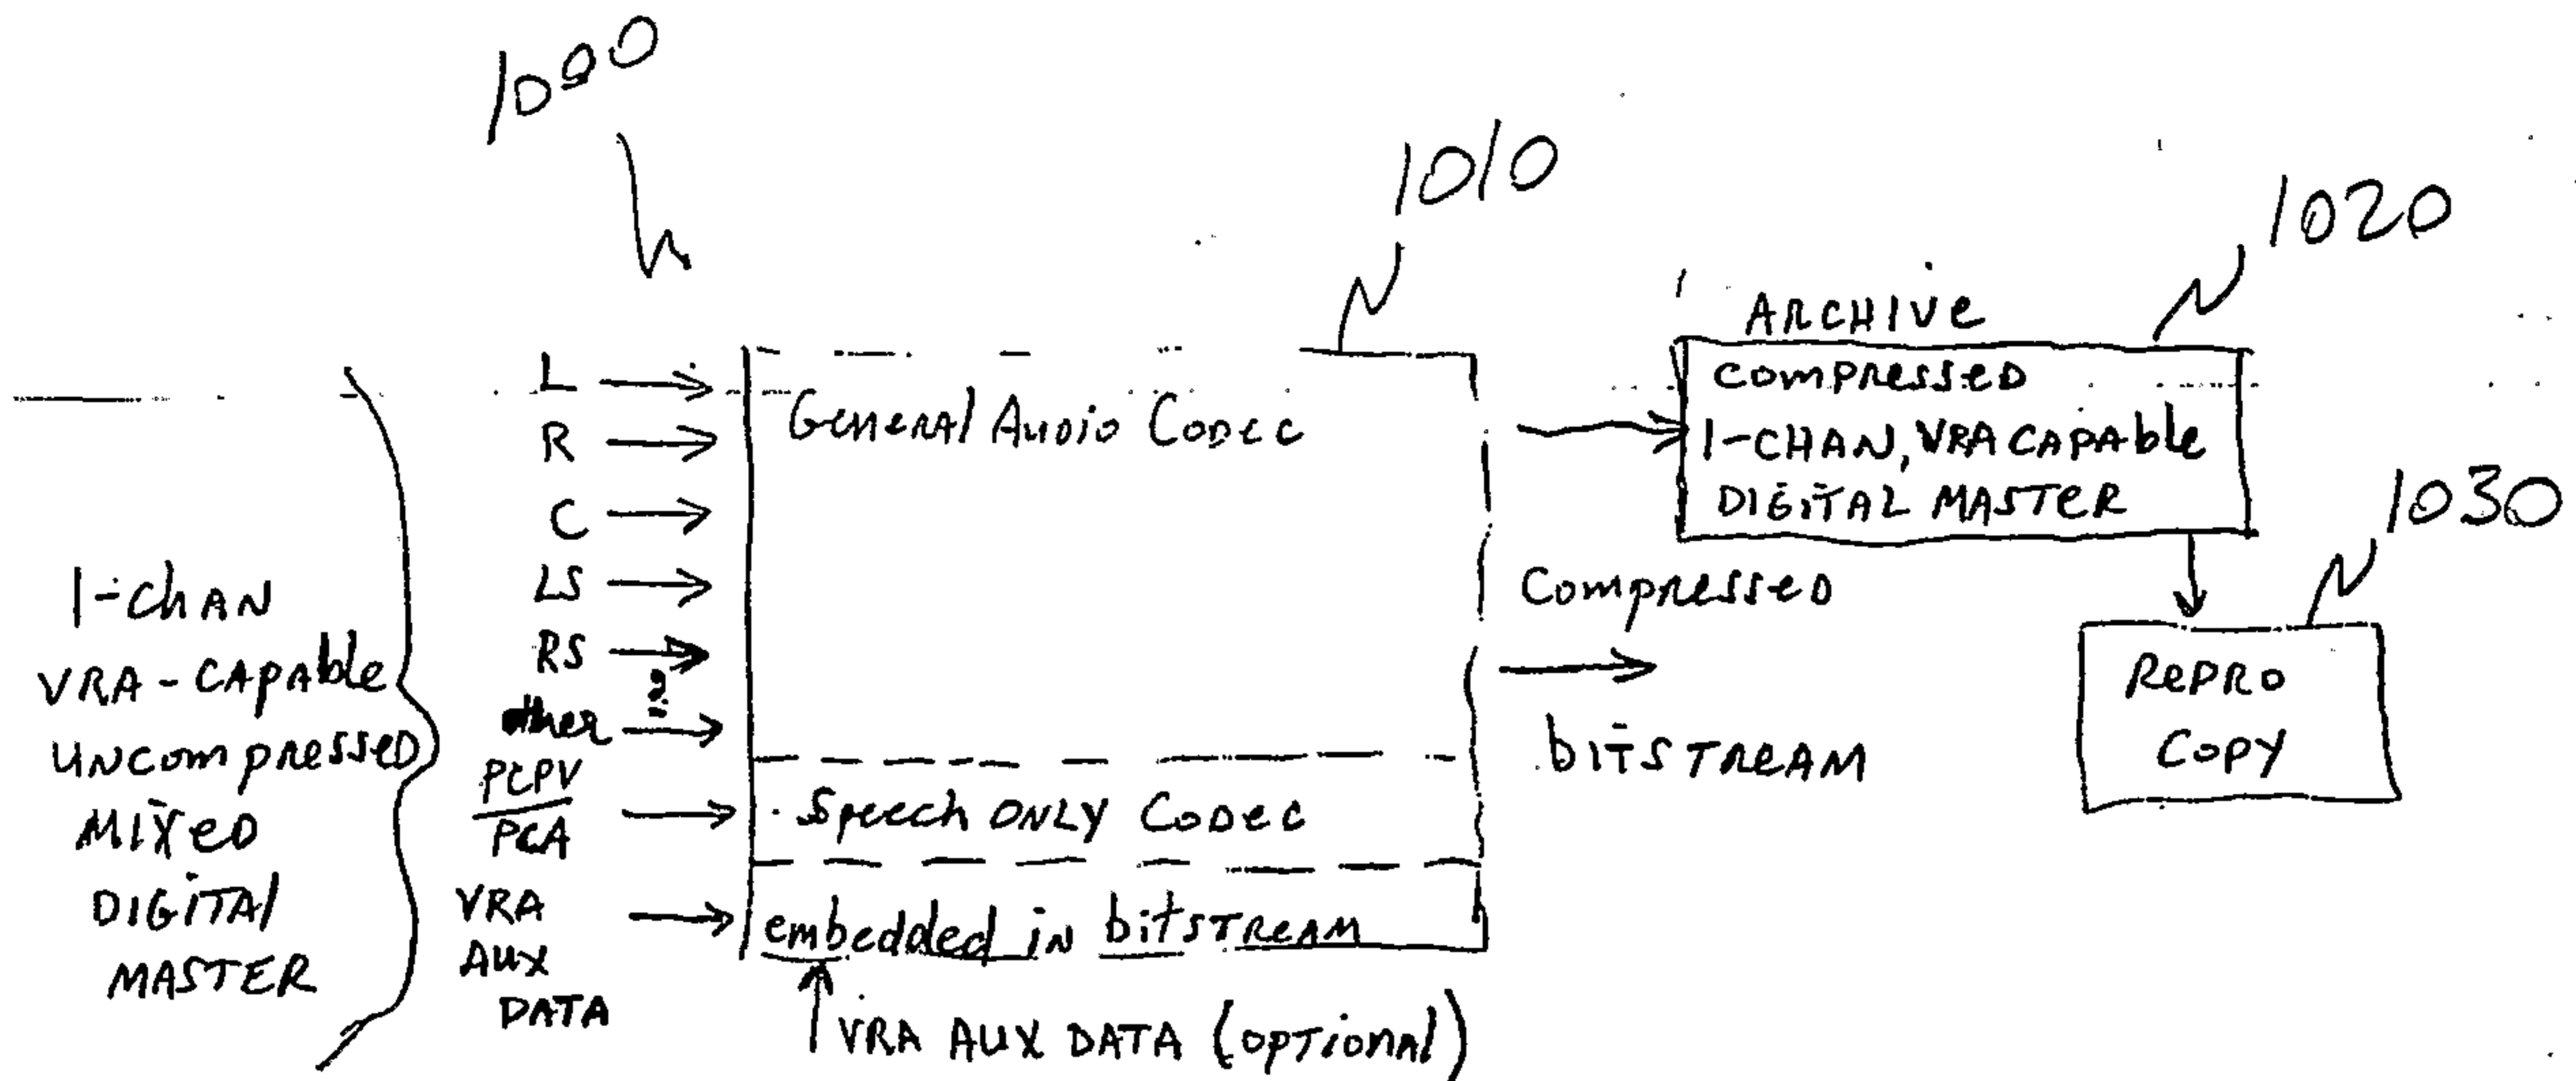 1000
1010
1020
1030
1-chan
VRA-CAPAble
UNCompressed
MIXED
DIGITAl
MASTER
L
R
C
LS
RS
other
PCPV
PCA
VRA
AUX
DATA
General Audio Codec
Speech ONLY Codec
embedded in bitstream
VRA AUX DATA (optional)
Compressed
bitstream
ARCHIVe
compressed
1-CHAN, VRA CAPAble
DIGITAL MASTER
RePRO
Copy